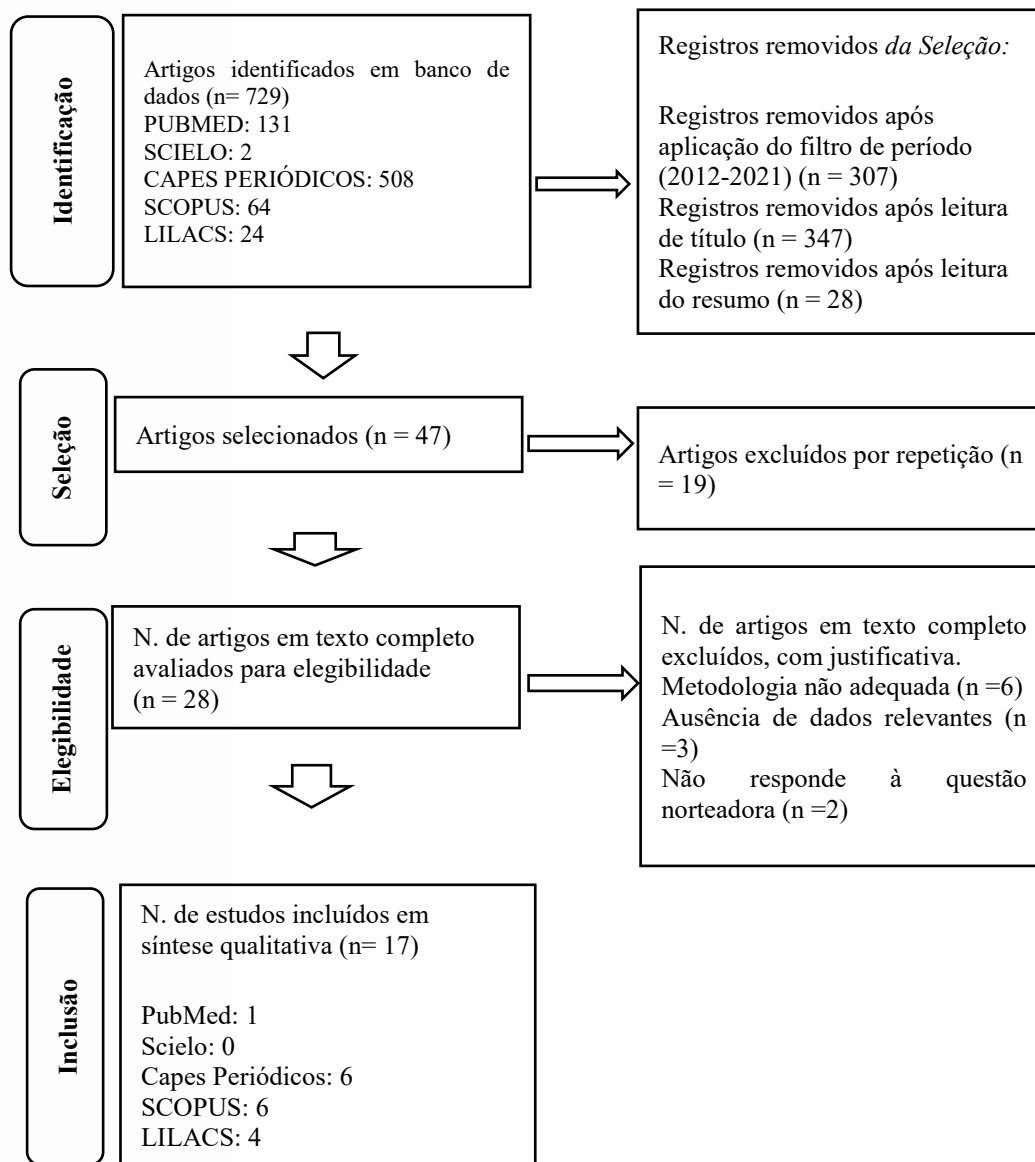 Identificação
Artigos identificados em banco de
dados (n= 729)
PUBMED: 131
SCIELO: 2
CAPES PERIÓDICOS: 508
SCOPUS: 64
LILACS: 24
Registros removidos da Seleção:
Registros removidos após
aplicação do filtro de período
(2012-2021) (n = 307)
Registros removidos após leitura
de título (n = 347)
Registros removidos após leitura
do resumo (n = 28)
Seleção
Artigos selecionados (n = 47)
Artigos excluídos por repetição (n
= 19)
Elegibilidade
N. de artigos em texto completo
avaliados para elegibilidade
(n = 28)
N. de artigos em texto completo
excluídos, com justificativa.
Metodologia não adequada (n =6)
Ausência de dados relevantes (n
=3)
Não responde à questão
norteadora (n =2)
Inclusão
N. de estudos incluídos em
síntese qualitativa (n= 17)
PubMed: 1
Scielo: 0
Capes Periódicos: 6
SCOPUS: 6
LILACS: 4